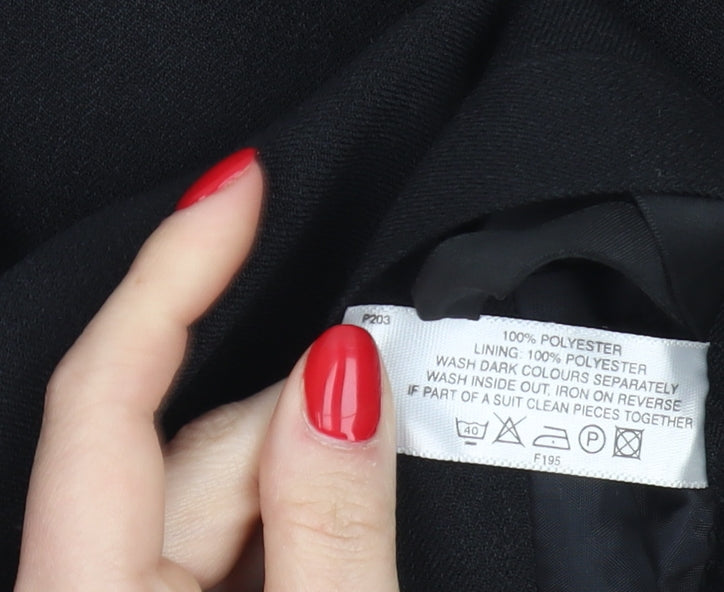 P203
100% POLYESTER
LINING: 100% POLYESTER
WASH DARK COLOURS SEPARATELY
WASH INSIDE OUT, IRON ON REVERSE
IF PART OF A SUIT CLEAN PIECES TOGETHER
40 P
F195